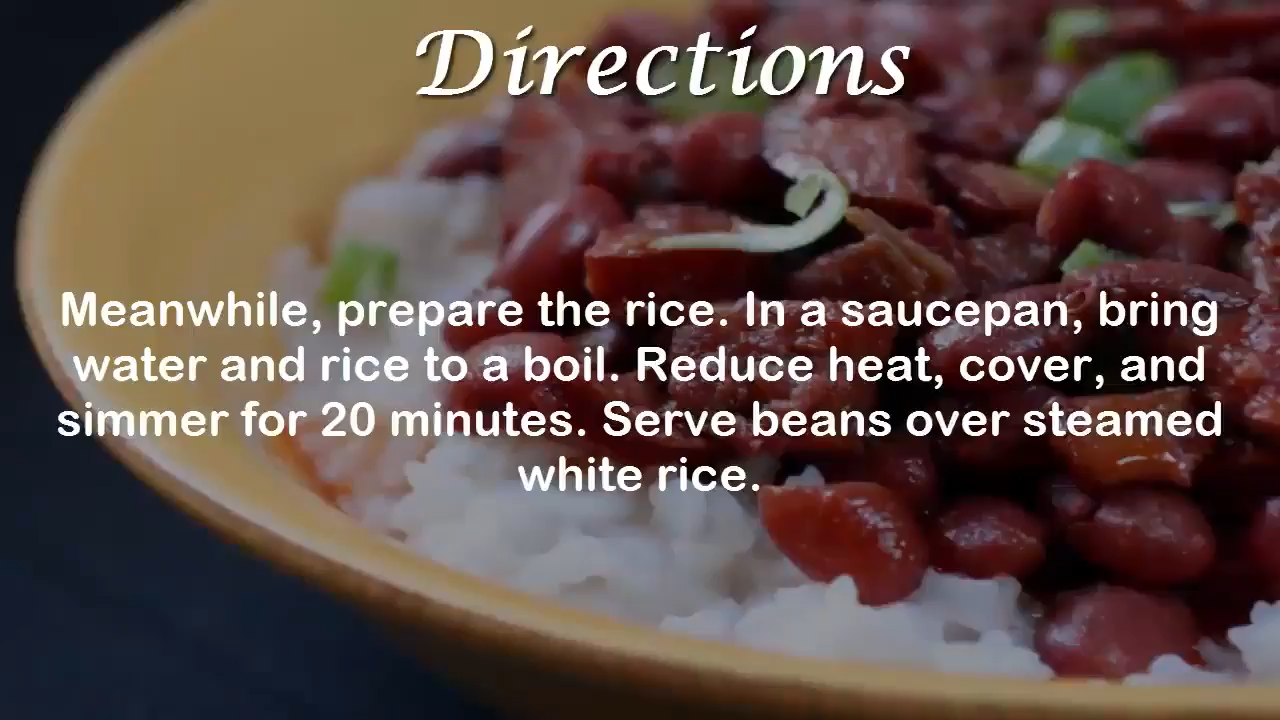 Directions
Meanwhile, prepare the rice. In a saucepan, bring
water and rice to a boil. Reduce heat, cover, and
simmer for 20 minutes. Serve beans over steamed
white rice.